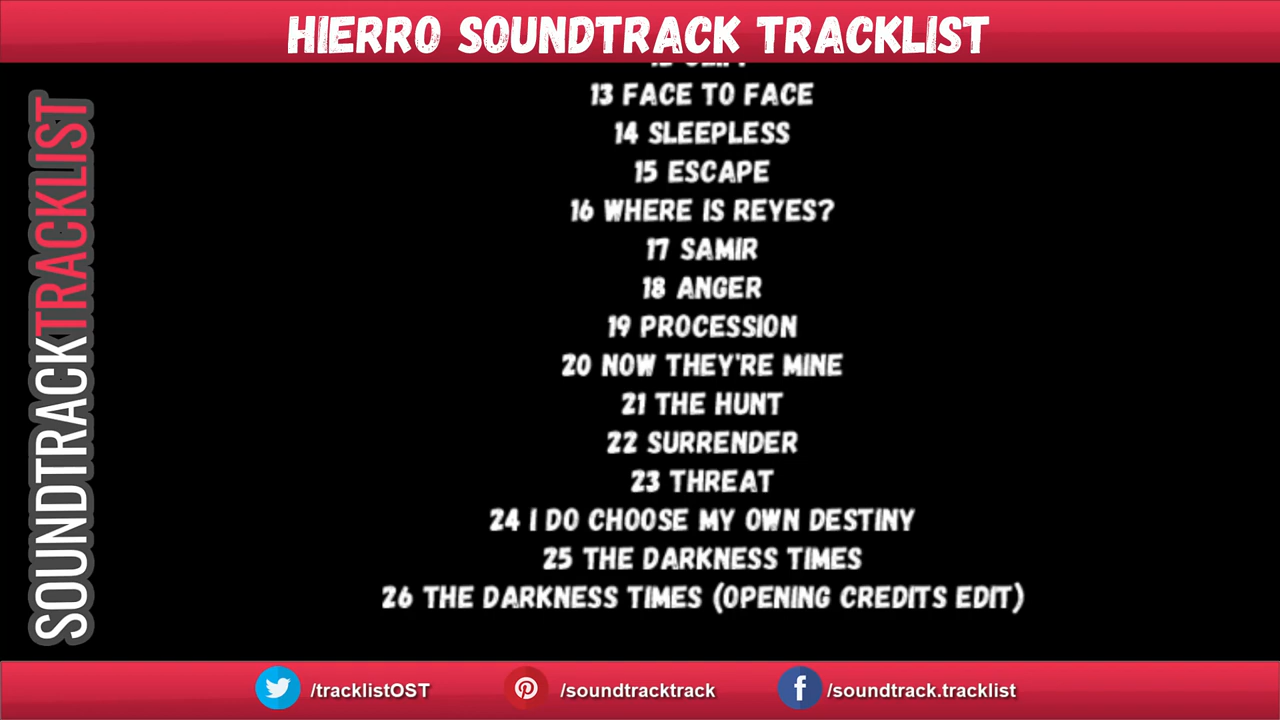 HIERRO SOUNDTRACK TRACKLIST
13 FACE TO FACE
14 SLEEPLESS
15 ESCAPE
16 WHERE IS REYES?
17 SAMIR
18 ANGER
19 PROCESSION
20 NOW THEY'RE MINE
21 THE HUNT
22 SURRENDER
23 THREAT
24 I DO CHOOSE MY OWN DESTINY
25 THE DARKNESS TIMES
26 THE DARKNESS TIMES (OPENING CREDITS EDIT)
SOUNDTRACKTRACKLIST
/tracklistOST
/soundtracktrack
/soundtrack.tracklist